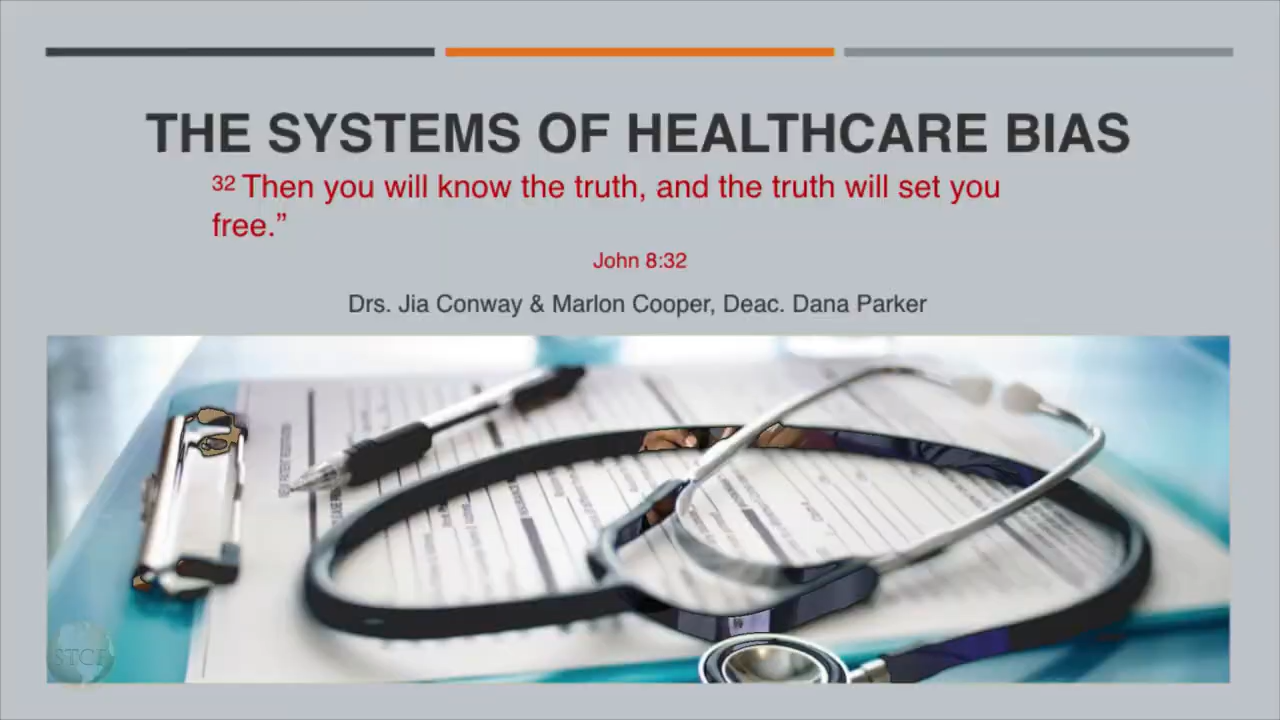 THE SYSTEMS OF HEALTHCARE BIAS
32 Then you will know the truth, and the truth will set you
free.”
John 8:32
Drs. Jia Conway & Marlon Cooper, Deac. Dana Parker